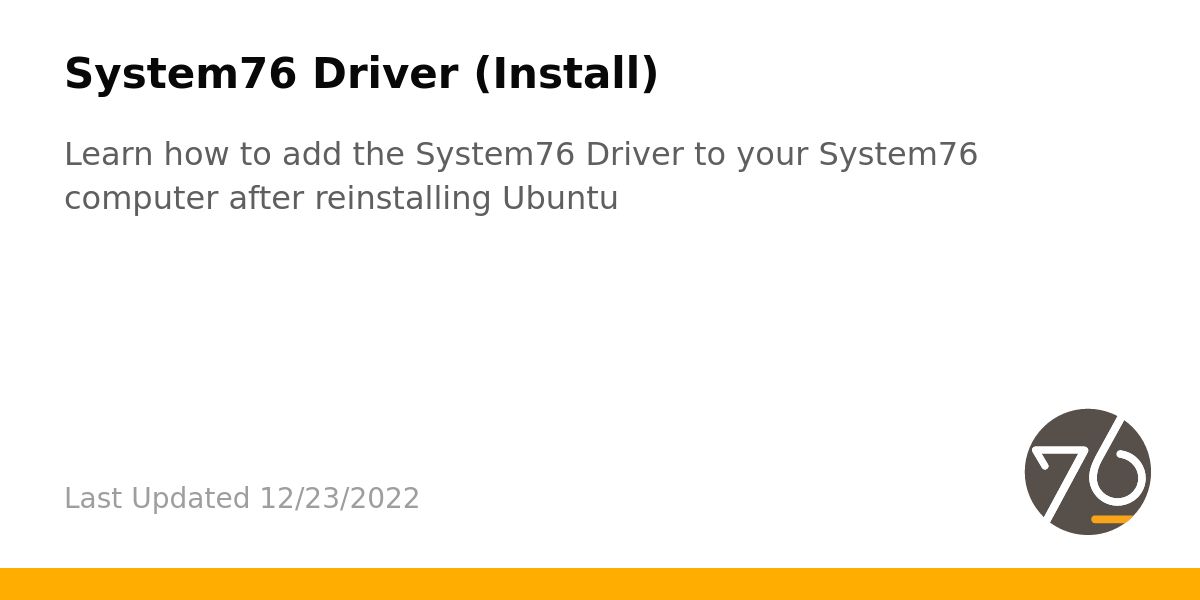 System76 Driver (Install)
Learn how to add the System76 Driver to your System76
computer after reinstalling Ubuntu
Last Updated 12/23/2022
76